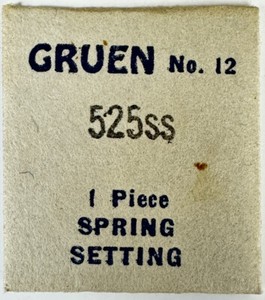 GRUEN No. 12
525ss
1 Piece
SPRING
SETTING